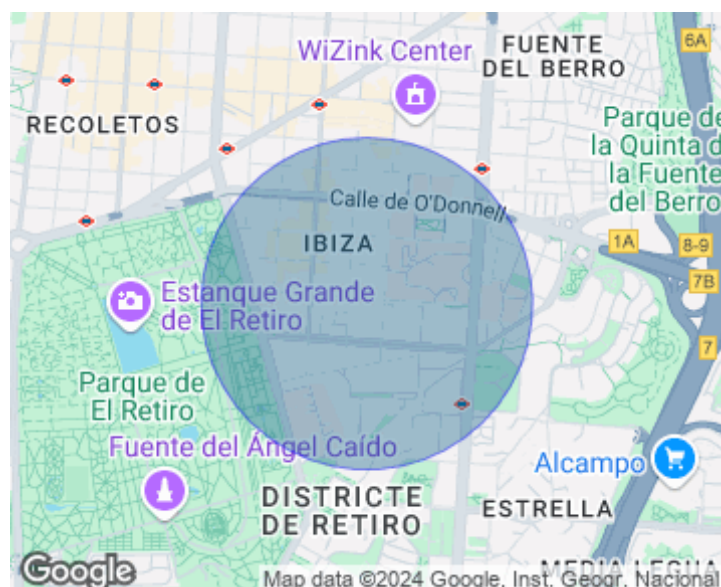 WiZink Center
FUENTE
DEL BERRO
6A
RECOLETOS
Parque de
la Quinta d
la Fuente
del Berro
Calle de O'Donnell
IBIZA
1A
8-9
7B
Estanque Grande
de El Retiro
7
Parque de
El Retiro
Fuente del Ángel Caído
Alcampo
DISTRICTE
DE RETIRO
ESTRELLA
MEDIA LEGUA
Google
Map data ©2024 Google, Inst. Geogr. Nacional